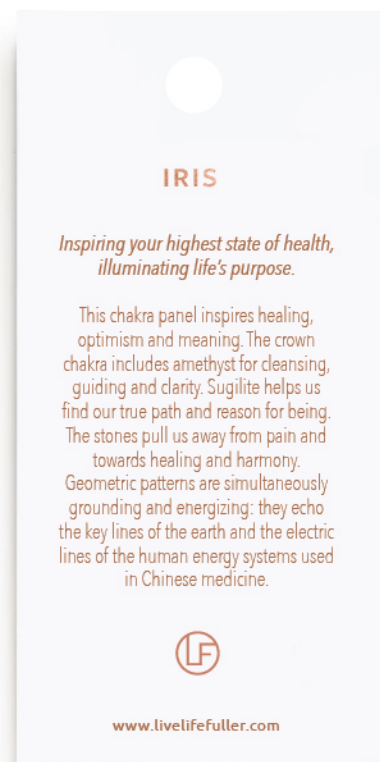 IRIS
Inspiring your highest state of health,
illuminating life's purpose.
This chakra panel inspires healing,
optimism and meaning. The crown
chakra includes amethyst for cleansing,
guiding and clarity. Sugilite helps us
find our true path and reason for being.
The stones pull us away from pain and
towards healing and harmony.
Geometric patterns are simultaneously
grounding and energizing: they echo
the key lines of the earth and the electric
lines of the human energy systems used
in Chinese medicine.
LF
www.livelifefuller.com